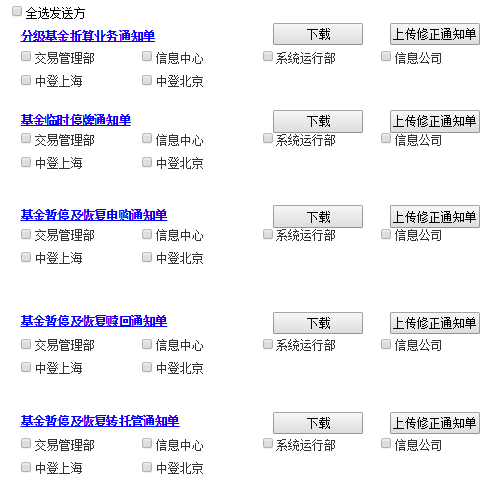 全选发送方
分级基金折算业务通知单 下载 上传修正通知单
交易管理部 信息中心 系统运行部 信息公司
中登上海 中登北京
基金临时停牌通知单 下载 上传修正通知单
交易管理部 信息中心 系统运行部 信息公司
中登上海 中登北京
基金暂停及恢复申购通知单 下载 上传修正通知单
交易管理部 信息中心 系统运行部 信息公司
中登上海 中登北京
基金暂停及恢复赎回通知单 下载 上传修正通知单
交易管理部 信息中心 系统运行部 信息公司
中登上海 中登北京
基金暂停及恢复转托管通知单 下载 上传修正通知单
交易管理部 信息中心 系统运行部 信息公司
中登上海 中登北京